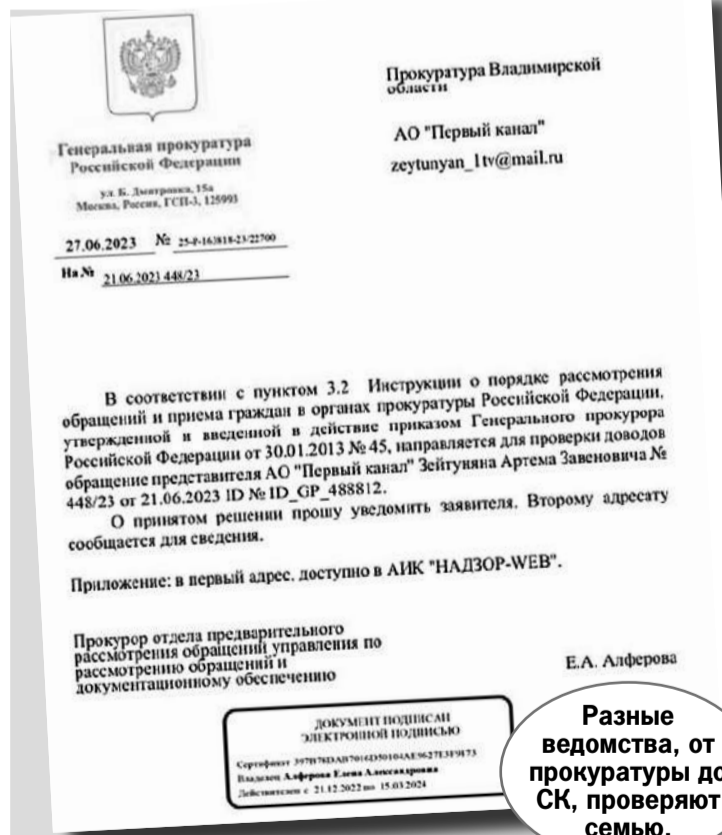 Генеральная прокуратура
Российской Федерации
ул. Б. Дмитровка, 15а
Москва, Россия, ГСП-3, 125993
27.06.2023 № 25-Р-163818-23/22700
На № 21.06.2023 448/23
Прокуратура Владимирской
области
АО "Первый канал"
zeytunyan_1tv@mail.ru
В соответствии с пунктом 3.2 Инструкции о порядке рассмотрения
обращений и приема граждан в органах прокуратуры Российской Федерации,
утвержденной и введенной в действие приказом Генерального прокурора
Российской Федерации от 30.01.2013 № 45, направляется для проверки доводов
обращение представителя АО "Первый канал" Зейтуняна Артема Завеновича №
448/23 от 21.06.2023 ID № ID_GP_488812.
О принятом решении прошу уведомить заявителя. Второму адресату
сообщается для сведения.
Приложение: в первый адрес. доступно в АИК "НАДЗОР-WEB".
Прокурор отдела предварительного
рассмотрения обращений управления по
рассмотрению обращений и
документационному обеспечению
Е.А. Алферова
ДОКУМЕНТ ПОДПИСАН
ЭЛЕКТРОННОЙ ПОДПИСЬЮ
Сертификат
Владелец Алферова Елена Александровна
Действителен с 21.12.2022 по 15.03.2024
Разные
ведомства, от
прокуратуры до
СК, проверяют
семью.